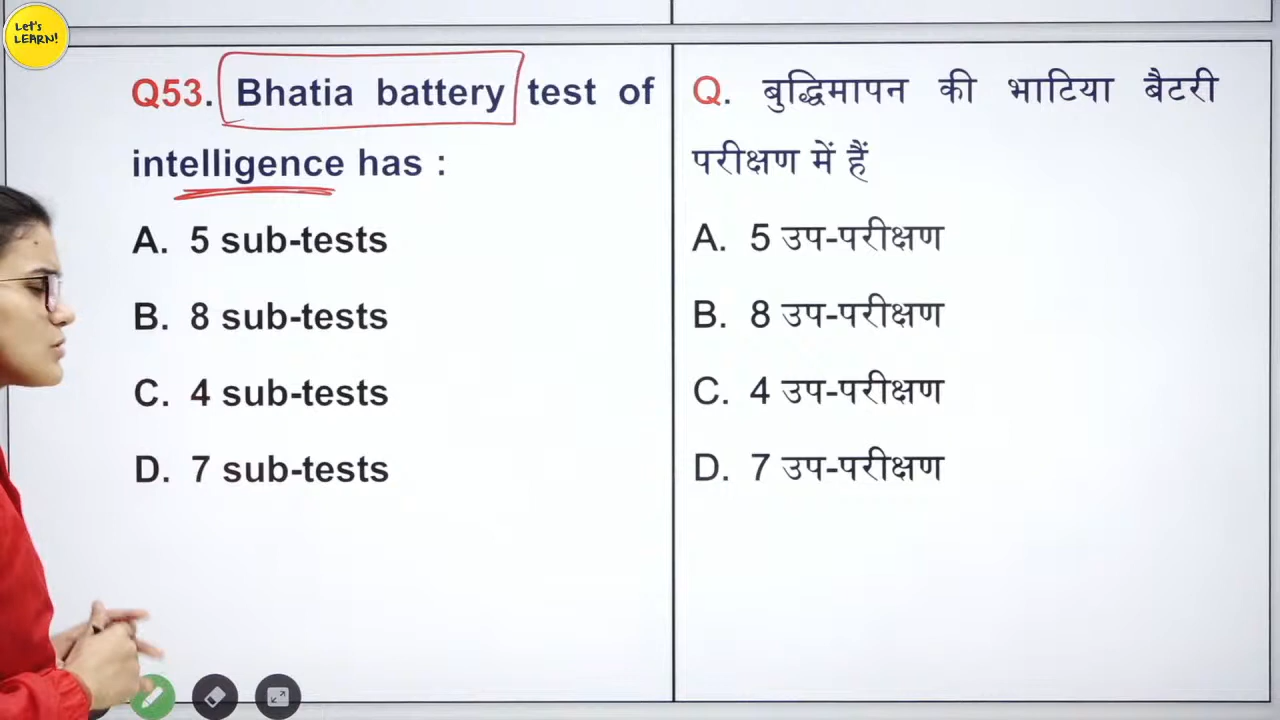 Let's
LEARN!
Q53. Bhatia battery test of
intelligence has :
A. 5 sub-tests
B. 8 sub-tests
C. 4 sub-tests
D. 7 sub-tests
Q. बुद्धिमापन की भाटिया बैटरी
परीक्षण में हैं
A. 5 उप-परीक्षण
B. 8 उप-परीक्षण
C. 4 उप-परीक्षण
D. 7 उप-परीक्षण